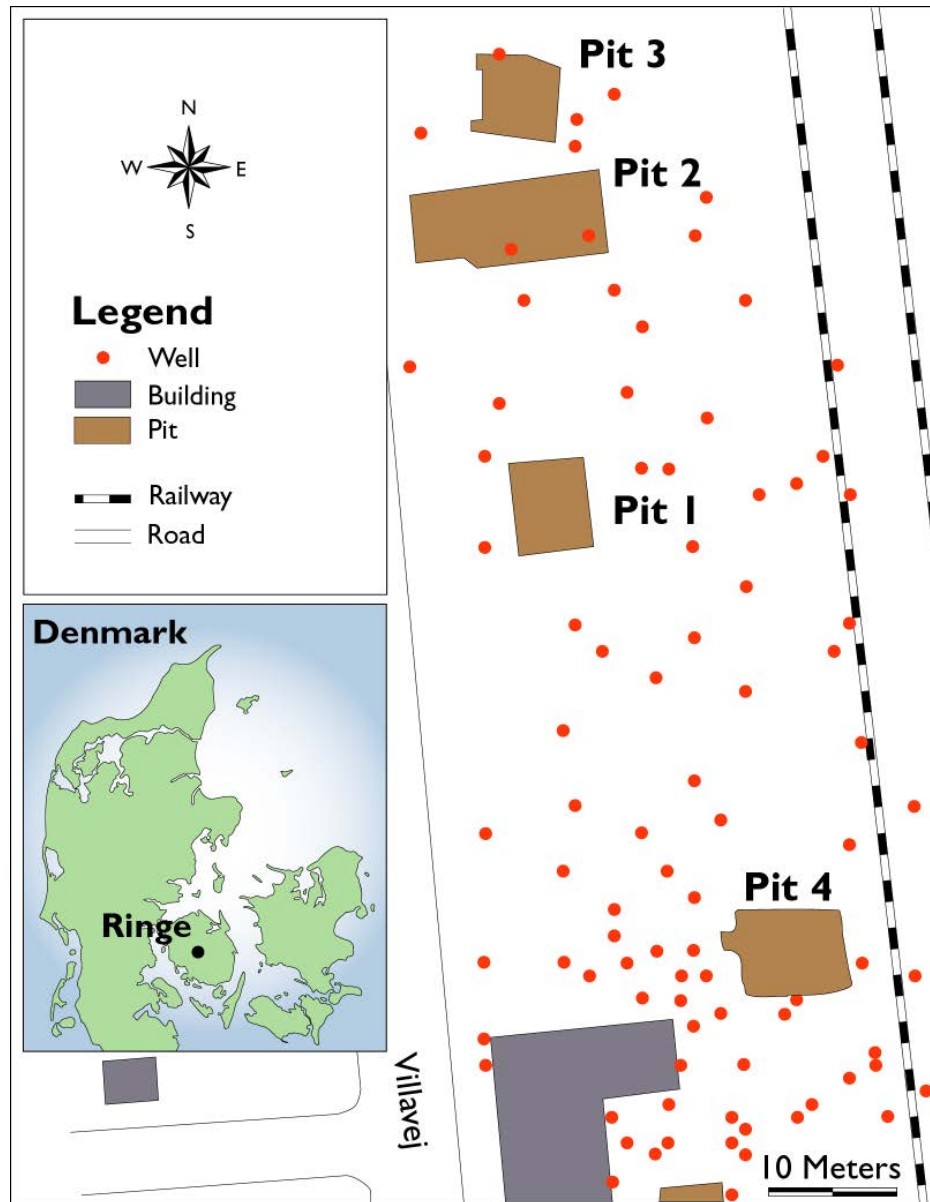 N
W E
S
Legend
Well
Building
Pit
Railway
Road
Denmark
Ringe
Pit 3
Pit 2
Pit 1
Pit 4
Villavej
10 Meters